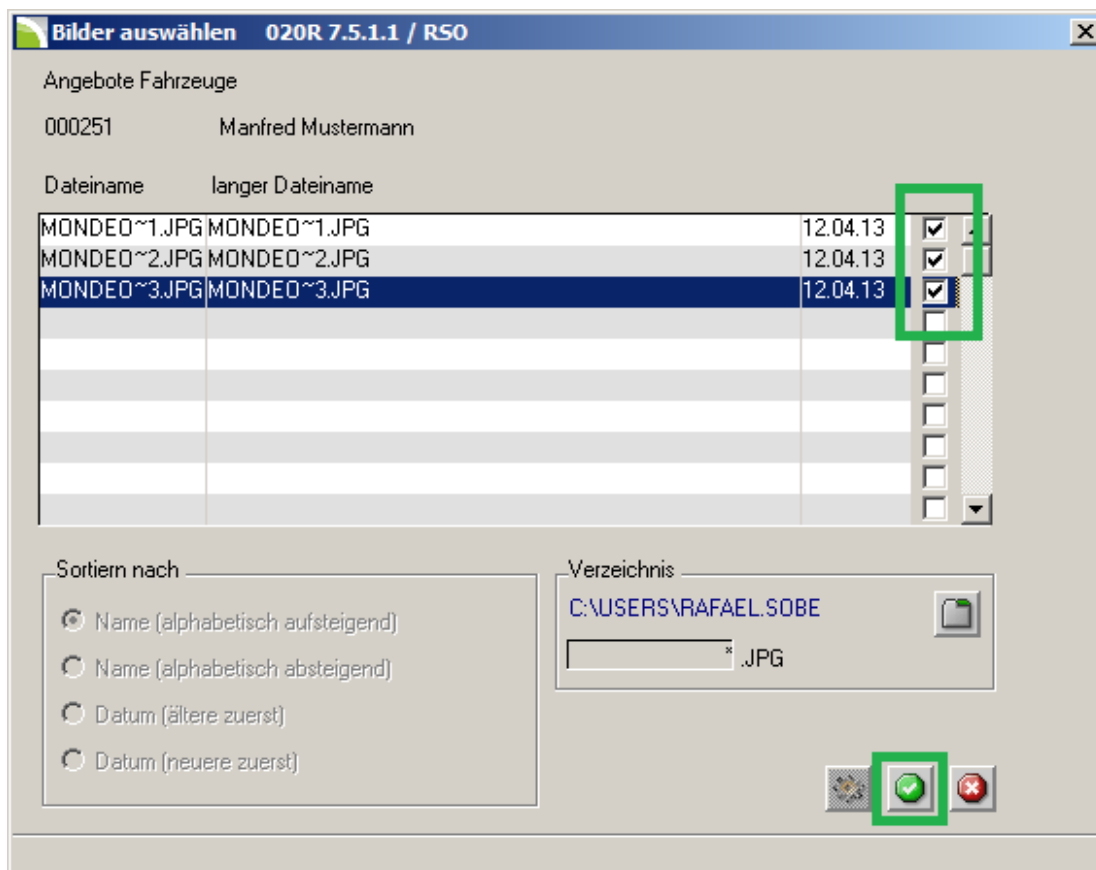 Bilder auswählen 020R 7.5.1.1 / RSO
Angebote Fahrzeuge
000251 Manfred Mustermann
Dateiname langer Dateiname
MONDEO~1.JPG MONDEO~1.JPG 12.04.13
MONDEO~2.JPG MONDEO~2.JPG 12.04.13
MONDEO~3.JPG MONDEO~3.JPG 12.04.13
Sortiern nach
Name (alphabetisch aufsteigend)
Name (alphabetisch absteigend)
Datum (ältere zuerst)
Datum (neuere zuerst)
Verzeichnis
C:\USERS\RAFAEL.SOBE
* .JPG